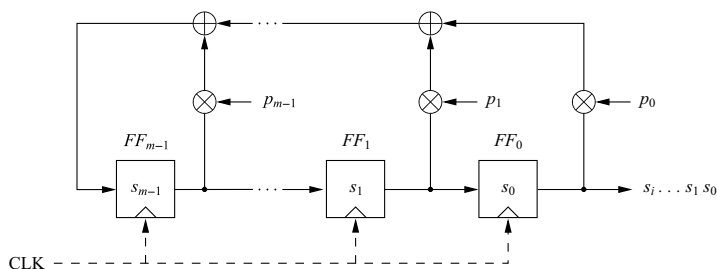 . . .
p_{m−1} p_1 p_0
FF_{m−1} FF_1 FF_0
s_{m−1} . . . s_1 s_0 s_i . . . s_1 s_0
CLK